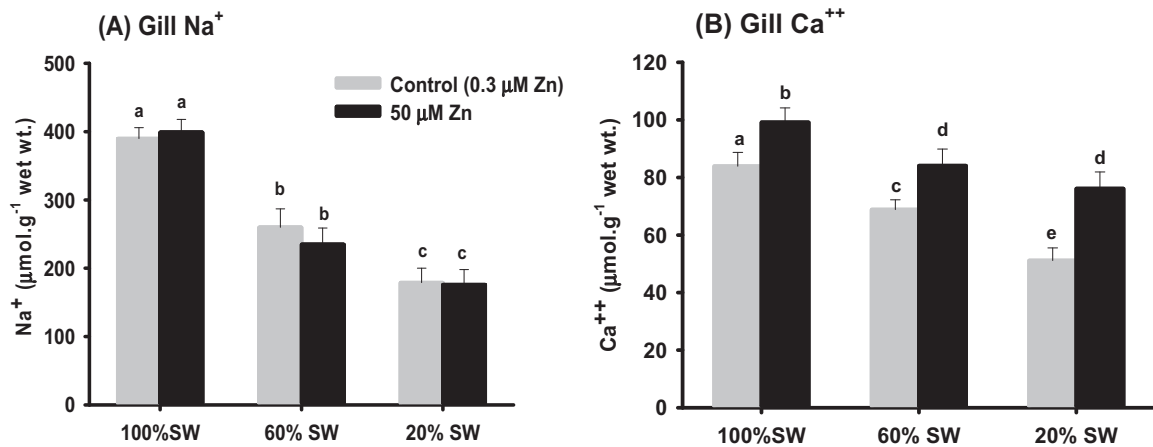 (A) Gill Na⁺
Na⁺ (μmol.g⁻¹ wet wt.)
500
400
300
200
100
0
Control (0.3 μM Zn)
50 μM Zn
a
a
b
b
c
c
100%SW
60% SW
20% SW
(B) Gill Ca⁺⁺
Ca⁺⁺ (μmol.g⁻¹ wet wt.)
120
100
80
60
40
20
0
a
b
c
d
e
d
100%SW
60% SW
20% SW